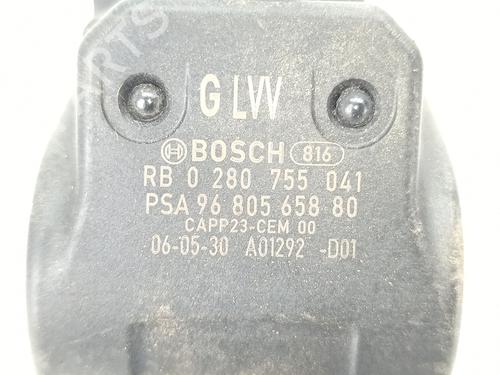 G LVV
BOSCH 816
RB 0 280 755 041
PSA 96 805 658 80
CAPP23-CEM 00
06-05-30 A01292 -D01